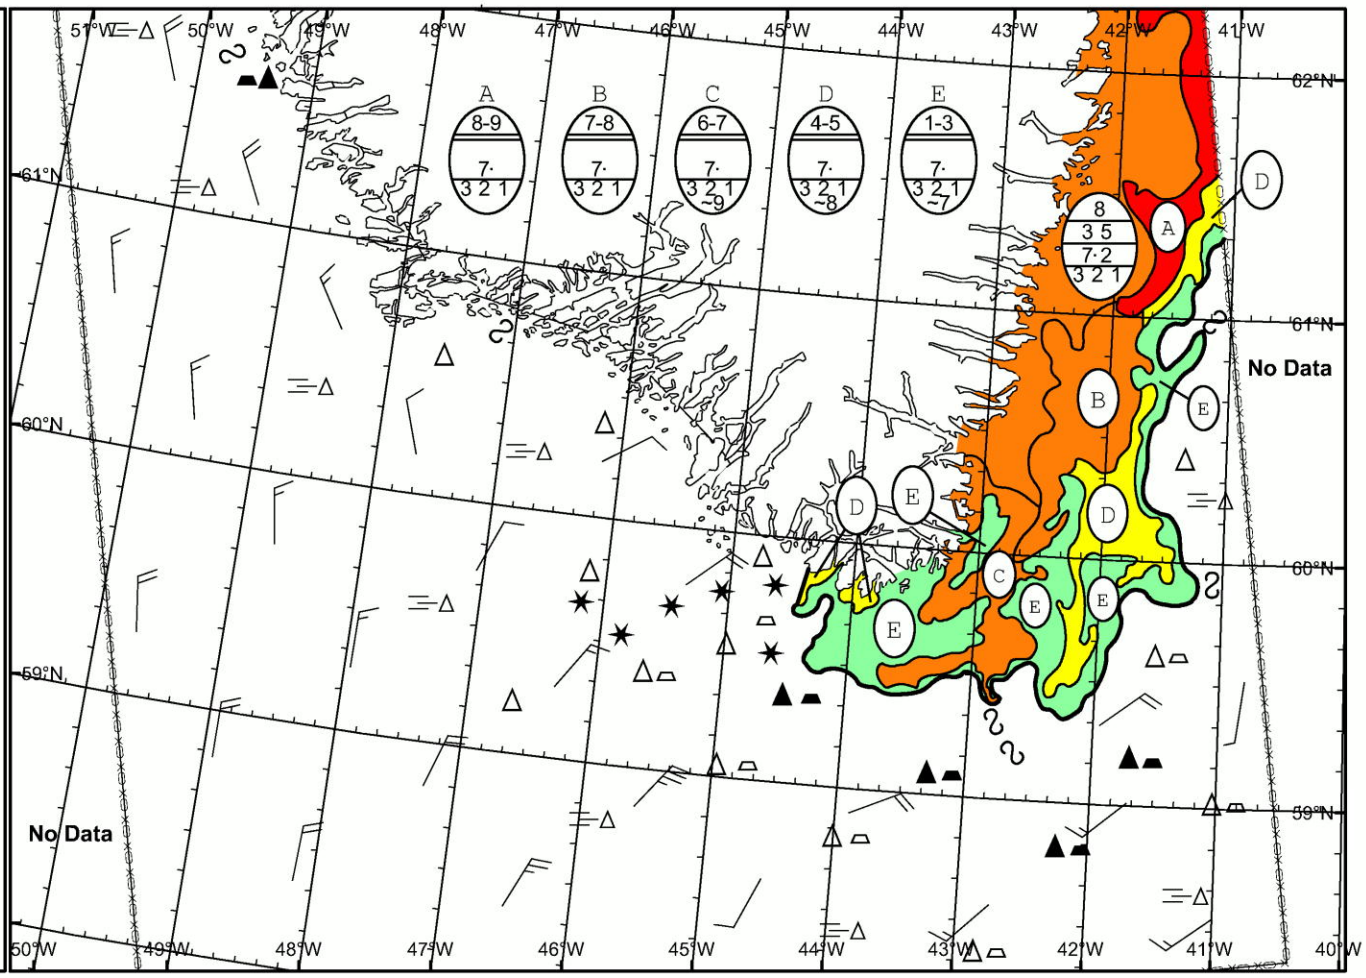 51°W 50°W 49°W 48°W 47°W 46°W 45°W 44°W 43°W 42°W 41°W
62°N
A B C D E
8-9 7-8 6-7 4-5 1-3
7· 7· 7· 7· 7·
3 2 1 3 2 1 3 2 1 3 2 1 3 2 1
~9 ~8 ~7
61°N
D
8
3 5
7·2
3 2 1
A
61°N
No Data
B
E
60°N
D E
D
60°N
C
E
E
E
59°N
59°N
No Data
50°W 49°W 48°W 47°W 46°W 45°W 44°W 43°W 42°W 41°W 40°W